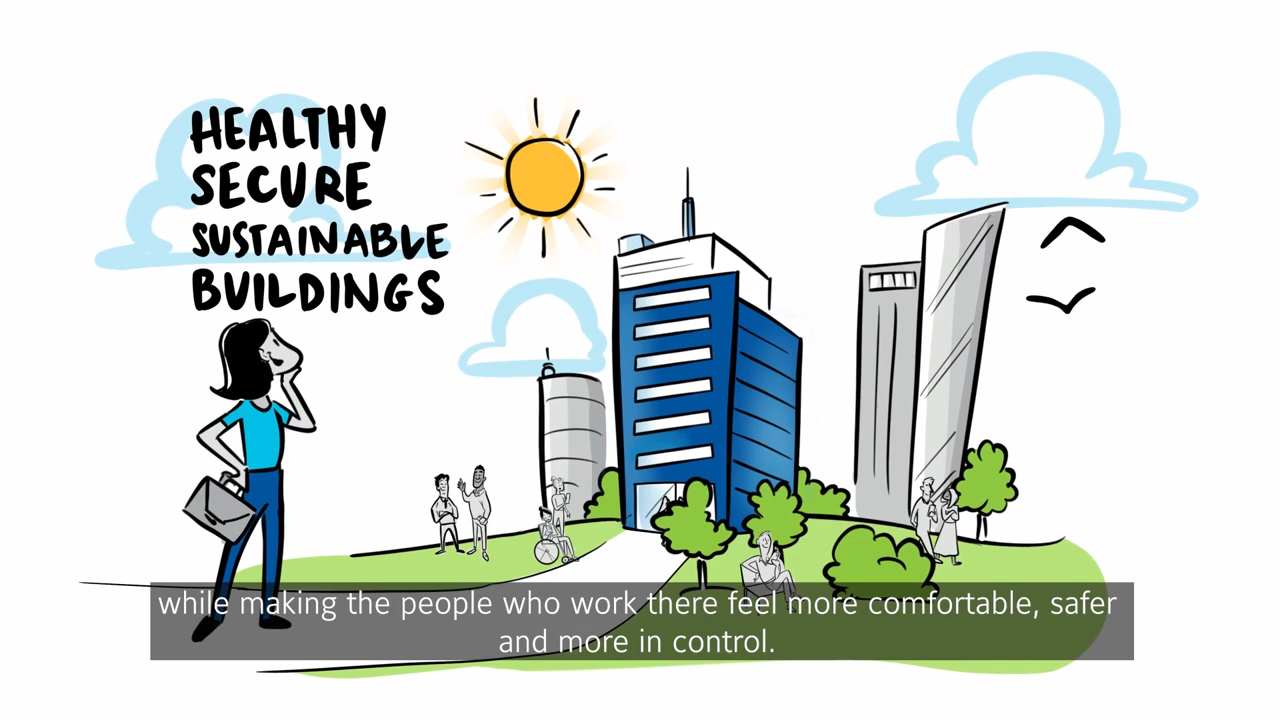 HEALTHY
SECURE
SUSTAINABLE
BUILDINGS
while making the people who work there feel more comfortable, safer
and more in control.